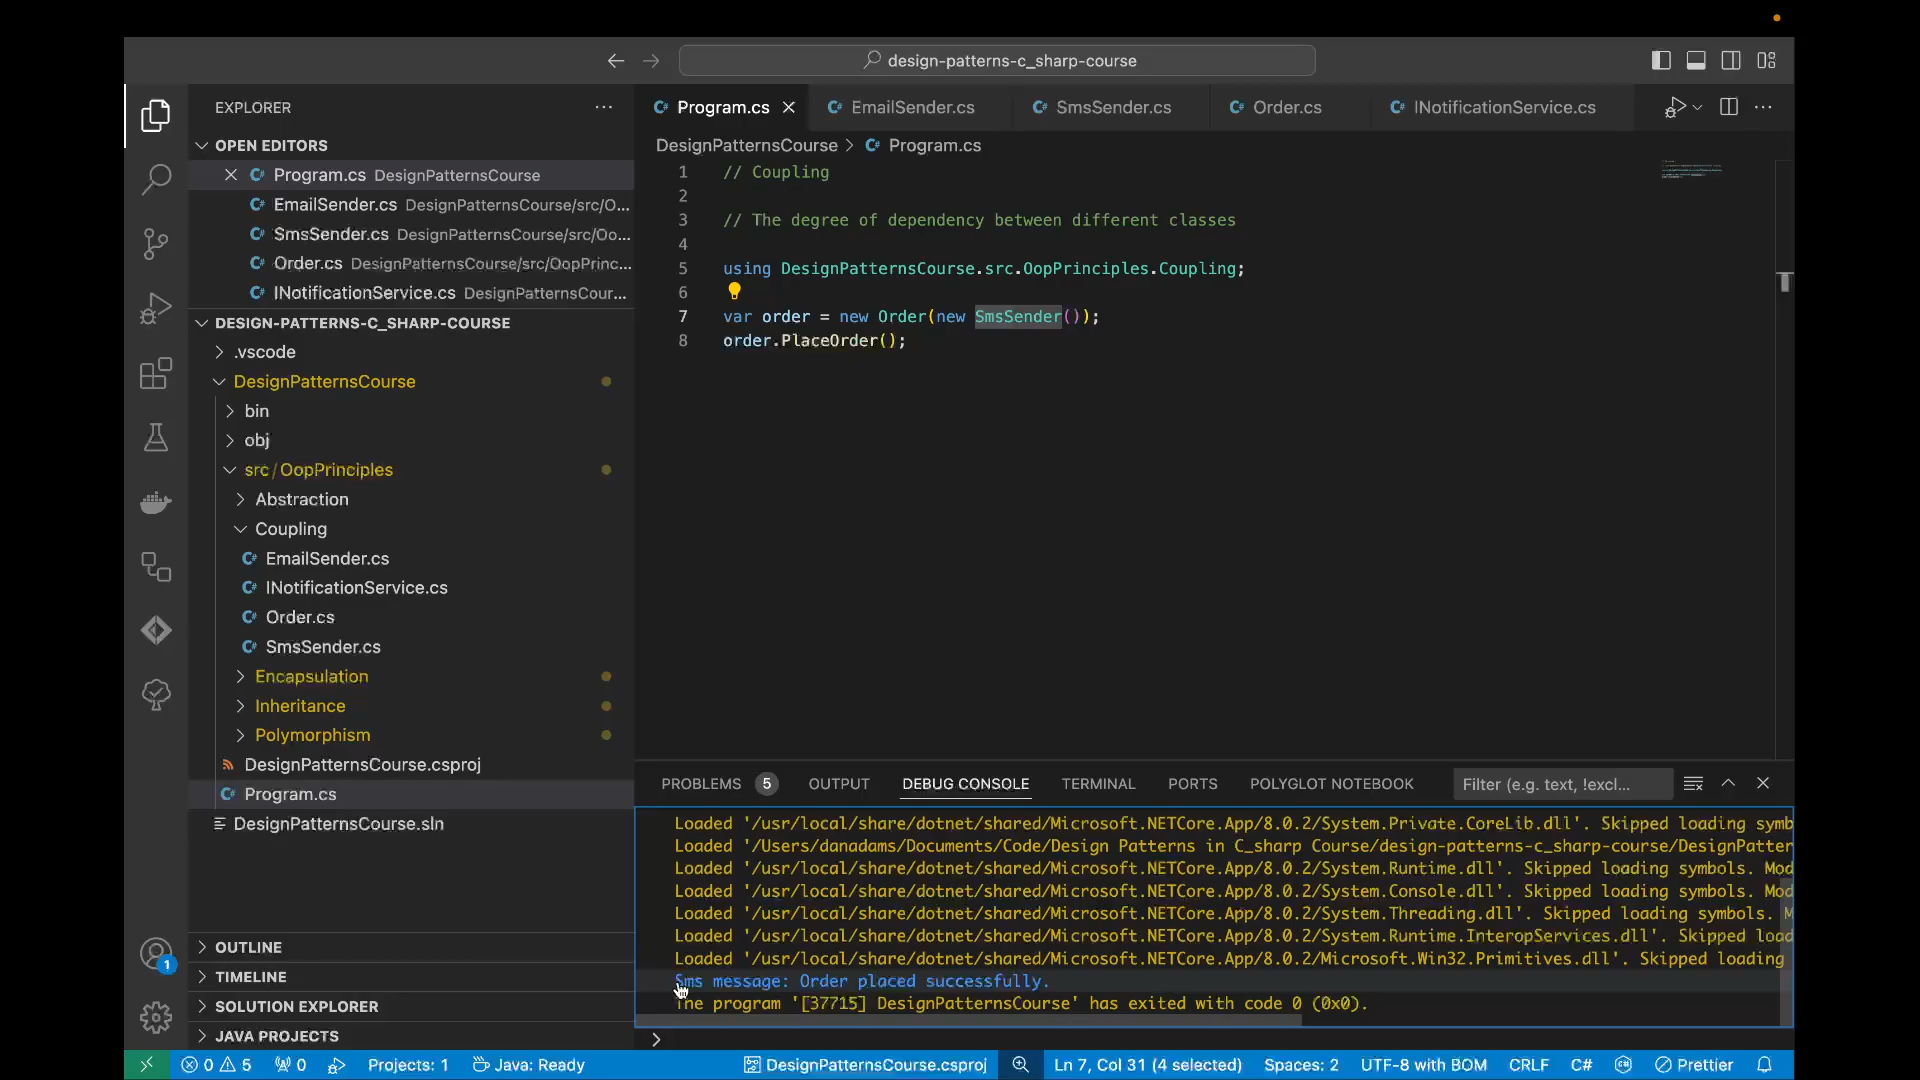 design-patterns-c_sharp-course
EXPLORER
OPEN EDITORS
Program.cs DesignPatternsCourse
EmailSender.cs DesignPatternsCourse/src/O...
SmsSender.cs DesignPatternsCourse/src/Oo...
Order.cs DesignPatternsCourse/src/OopPrinc...
INotificationService.cs DesignPatternsCour...
DESIGN-PATTERNS-C_SHARP-COURSE
.vscode
DesignPatternsCourse
bin
obj
src / OopPrinciples
Abstraction
Coupling
EmailSender.cs
INotificationService.cs
Order.cs
SmsSender.cs
Encapsulation
Inheritance
Polymorphism
DesignPatternsCourse.csproj
Program.cs
DesignPatternsCourse.sln
OUTLINE
TIMELINE
SOLUTION EXPLORER
JAVA PROJECTS
1
Program.cs EmailSender.cs SmsSender.cs Order.cs INotificationService.cs
DesignPatternsCourse > Program.cs
1 // Coupling
2
3 // The degree of dependency between different classes
4
5 using DesignPatternsCourse.src.OopPrinciples.Coupling;
6
7 var order = new Order(new SmsSender());
8 order.PlaceOrder();
PROBLEMS 5 OUTPUT DEBUG CONSOLE TERMINAL PORTS POLYGLOT NOTEBOOK Filter (e.g. text, !excl...
Loaded '/usr/local/share/dotnet/shared/Microsoft.NETCore.App/8.0.2/System.Private.CoreLib.dll'. Skipped loading symb
Loaded '/Users/danadams/Documents/Code/Design Patterns in C_sharp Course/design-patterns-c_sharp-course/DesignPatter
Loaded '/usr/local/share/dotnet/shared/Microsoft.NETCore.App/8.0.2/System.Runtime.dll'. Skipped loading symbols. Mod
Loaded '/usr/local/share/dotnet/shared/Microsoft.NETCore.App/8.0.2/System.Console.dll'. Skipped loading symbols. Mod
Loaded '/usr/local/share/dotnet/shared/Microsoft.NETCore.App/8.0.2/System.Threading.dll'. Skipped loading symbols. M
Loaded '/usr/local/share/dotnet/shared/Microsoft.NETCore.App/8.0.2/System.Runtime.InteropServices.dll'. Skipped load
Loaded '/usr/local/share/dotnet/shared/Microsoft.NETCore.App/8.0.2/Microsoft.Win32.Primitives.dll'. Skipped loading
Sms message: Order placed successfully.
The program '[37715] DesignPatternsCourse' has exited with code 0 (0x0).
0 5 0 Projects: 1 Java: Ready DesignPatternsCourse.csproj Ln 7, Col 31 (4 selected) Spaces: 2 UTF-8 with BOM CRLF C# Prettier